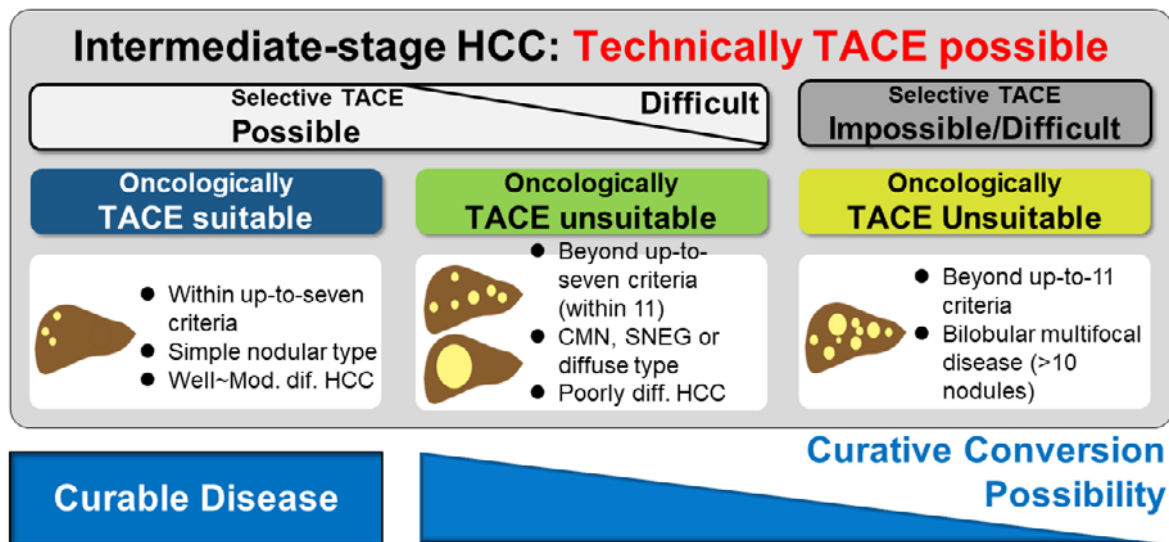 Intermediate-stage HCC: Technically TACE possible
Selective TACE
Possible
Difficult
Selective TACE
Impossible/Difficult
Oncologically
TACE suitable
Oncologically
TACE unsuitable
Oncologically
TACE Unsuitable
● Within up-to-seven
criteria
● Simple nodular type
● Well~Mod. dif. HCC
● Beyond up-to-
seven criteria
(within 11)
● CMN, SNEG or
diffuse type
● Poorly diff. HCC
● Beyond up-to-11
criteria
● Bilobular multifocal
disease (>10
nodules)
Curable Disease
Curative Conversion
Possibility